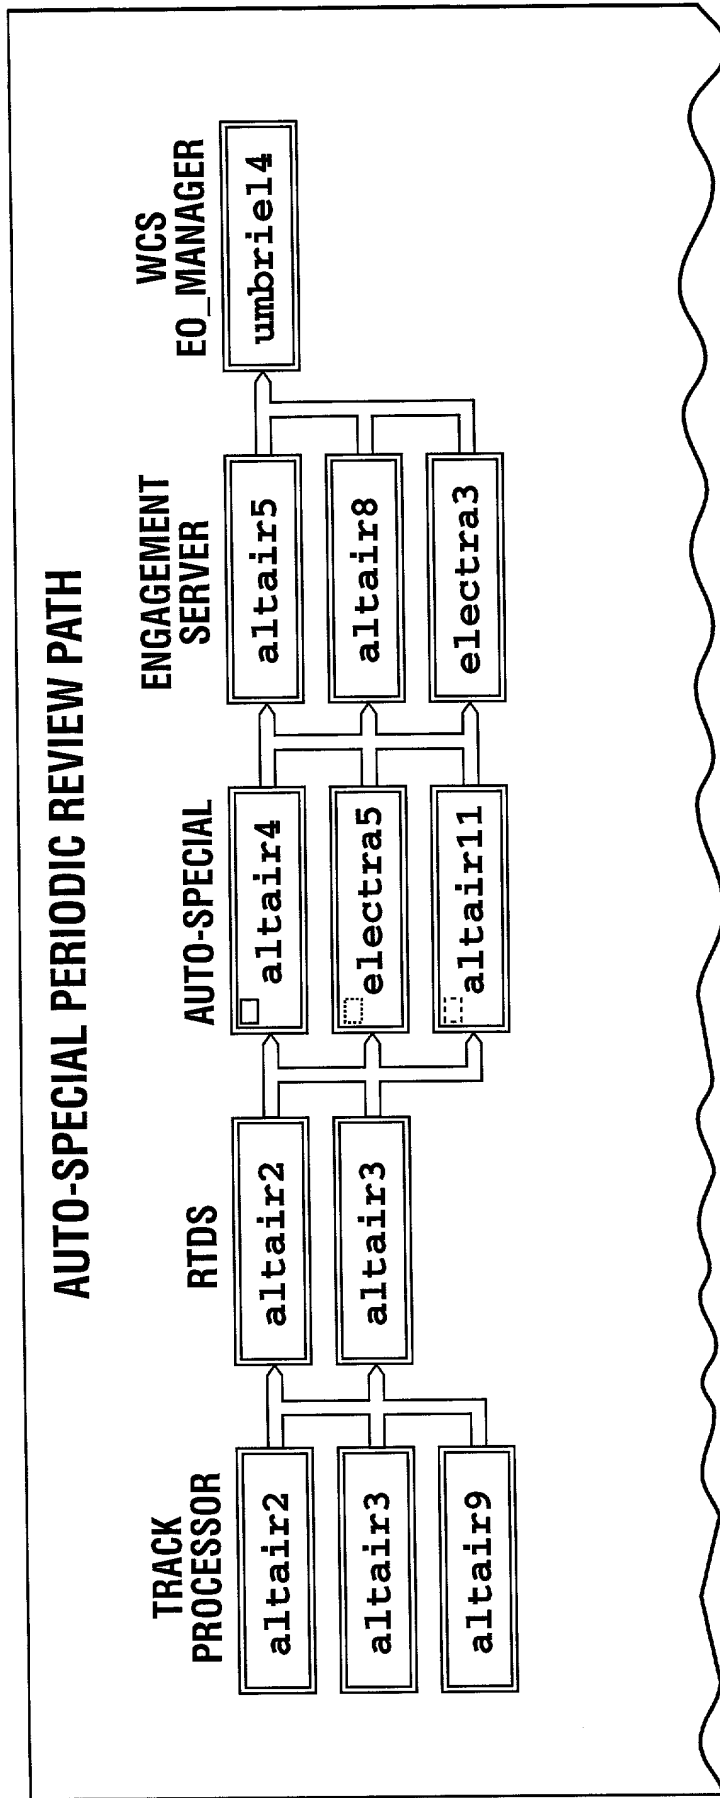 AUTO-SPECIAL PERIODIC REVIEW PATH
TRACK
PROCESSOR
altair2
altair3
altair9
RTDS
altair2
altair3
AUTO-SPECIAL
altair4
electra5
altair11
ENGAGEMENT
SERVER
altair5
altair8
electra3
WCS
EO_MANAGER
umbriel4